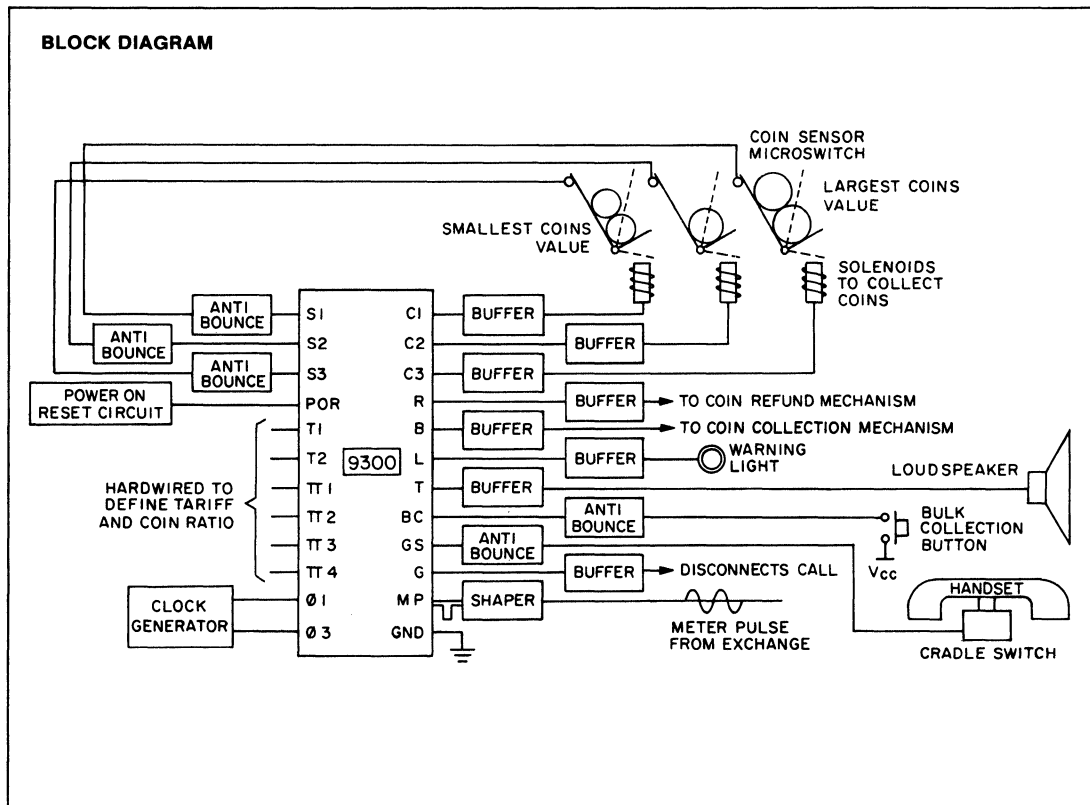 BLOCK DIAGRAM
COIN SENSOR
MICROSWITCH
LARGEST COINS
VALUE
SMALLEST COINS
VALUE
SOLENOIDS
TO COLLECT
COINS
ANTI
BOUNCE
S1
C1
BUFFER
ANTI
BOUNCE
S2
C2
BUFFER
ANTI
BOUNCE
S3
C3
BUFFER
POWER ON
RESET CIRCUIT
POR
R
BUFFER
TO COIN REFUND MECHANISM
T1
B
BUFFER
TO COIN COLLECTION MECHANISM
T2
9300
L
BUFFER
WARNING
LIGHT
HARDWIRED TO
DEFINE TARIFF
AND COIN RATIO
TT1
T
BUFFER
LOUDSPEAKER
TT2
BC
ANTI
BOUNCE
BULK
COLLECTION
BUTTON
Vcc
TT3
GS
ANTI
BOUNCE
TT4
G
BUFFER
DISCONNECTS CALL
CLOCK
GENERATOR
Ø1
MP
SHAPER
METER PULSE
FROM EXCHANGE
Ø3
GND
HANDSET
CRADLE SWITCH